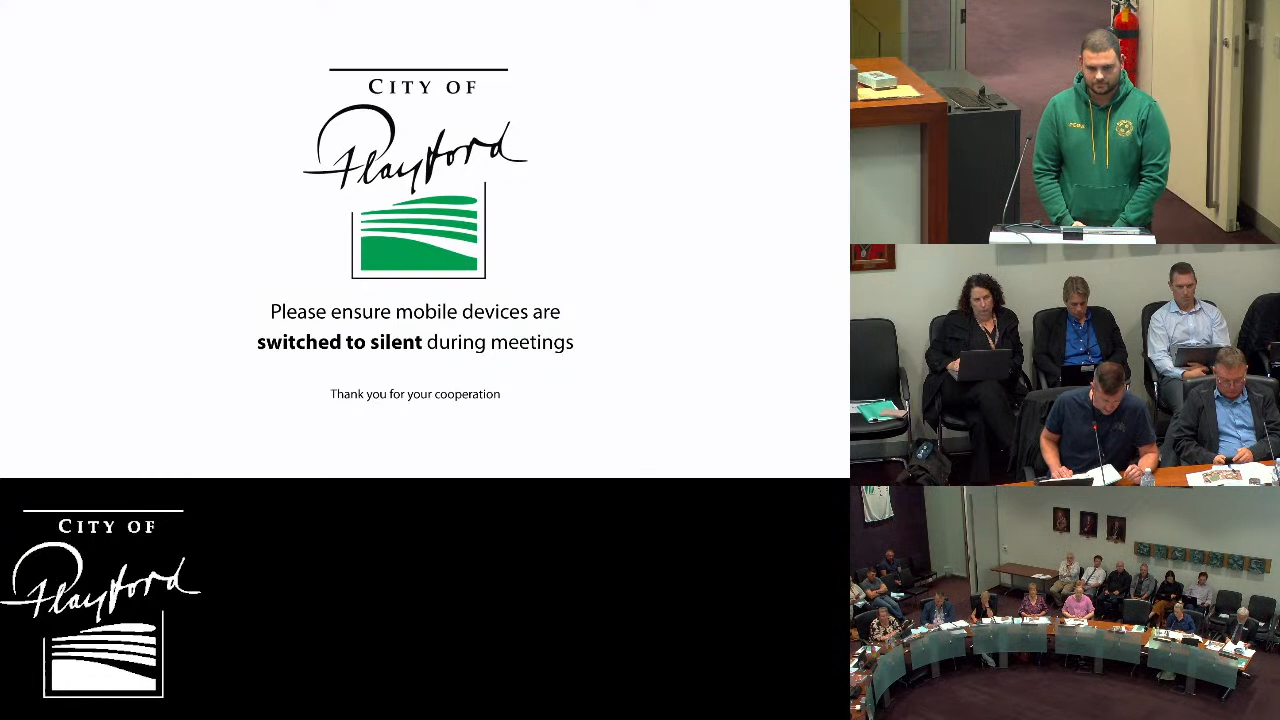 CITY OF
Playford
Please ensure mobile devices are
switched to silent during meetings
Thank you for your cooperation
CITY OF
Playford